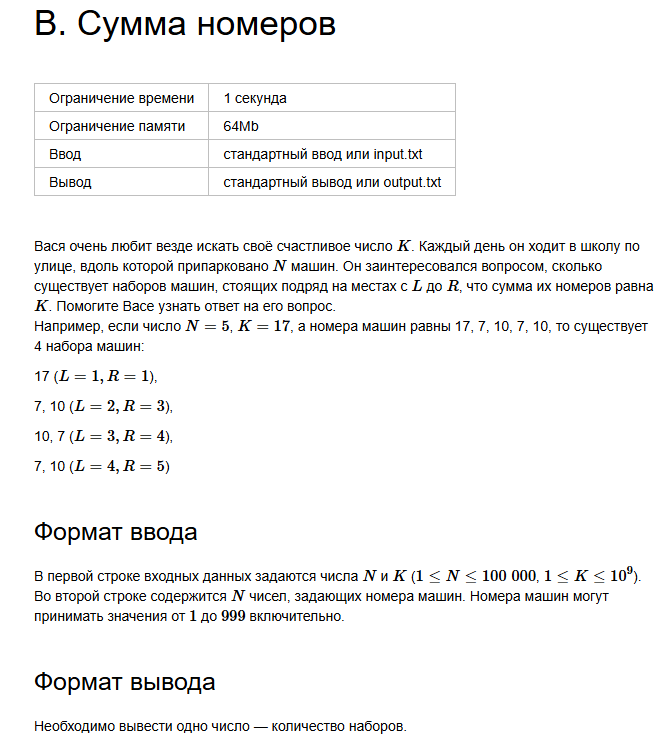 B. Сумма номеров
Ограничение времени 1 секунда
Ограничение памяти 64Mb
Ввод стандартный ввод или input.txt
Вывод стандартный вывод или output.txt
Вася очень любит везде искать своё счастливое число K. Каждый день он ходит в школу по
улице, вдоль которой припарковано N машин. Он заинтересовался вопросом, сколько
существует наборов машин, стоящих подряд на местах с L до R, что сумма их номеров равна
K. Помогите Васе узнать ответ на его вопрос.
Например, если число N = 5, K = 17, а номера машин равны 17, 7, 10, 7, 10, то существует
4 набора машин:
17 (L = 1, R = 1),
7, 10 (L = 2, R = 3),
10, 7 (L = 3, R = 4),
7, 10 (L = 4, R = 5)
Формат ввода
В первой строке входных данных задаются числа N и K (1 ≤ N ≤ 100 000, 1 ≤ K ≤ 10⁹).
Во второй строке содержится N чисел, задающих номера машин. Номера машин могут
принимать значения от 1 до 999 включительно.
Формат вывода
Необходимо вывести одно число — количество наборов.